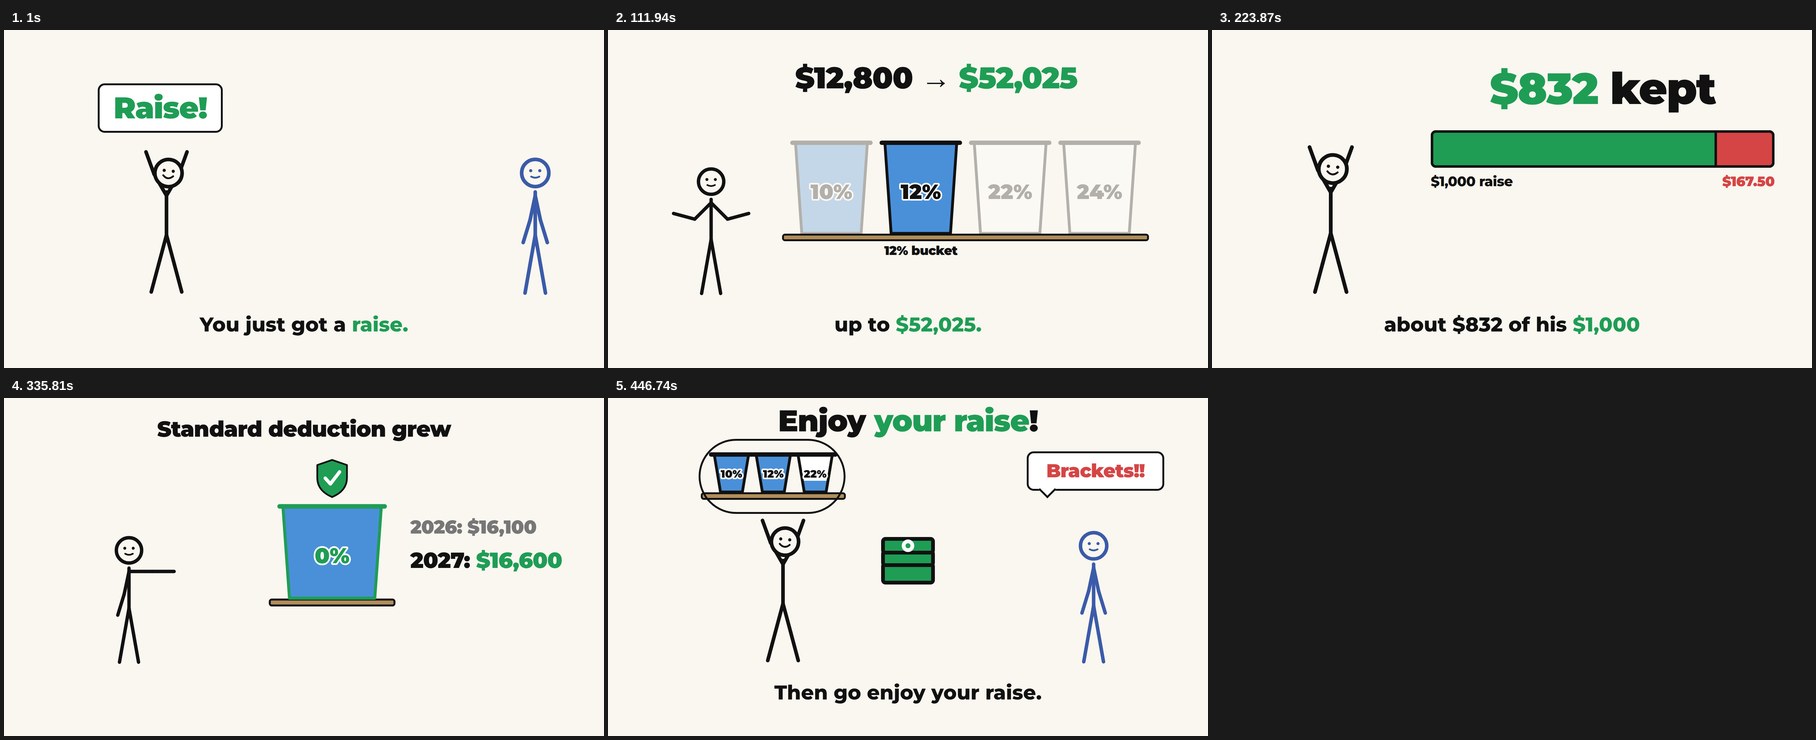 1. 1s
Raise!
You just got a raise.
2. 111.94s
$12,800 → $52,025
10%
12%
22%
24%
12% bucket
up to $52,025.
3. 223.87s
$832 kept
$1,000 raise
$167.50
about $832 of his $1,000
4. 335.81s
Standard deduction grew
0%
2026: $16,100
2027: $16,600
5. 446.74s
Enjoy your raise!
10%
12%
22%
Brackets!!
Then go enjoy your raise.